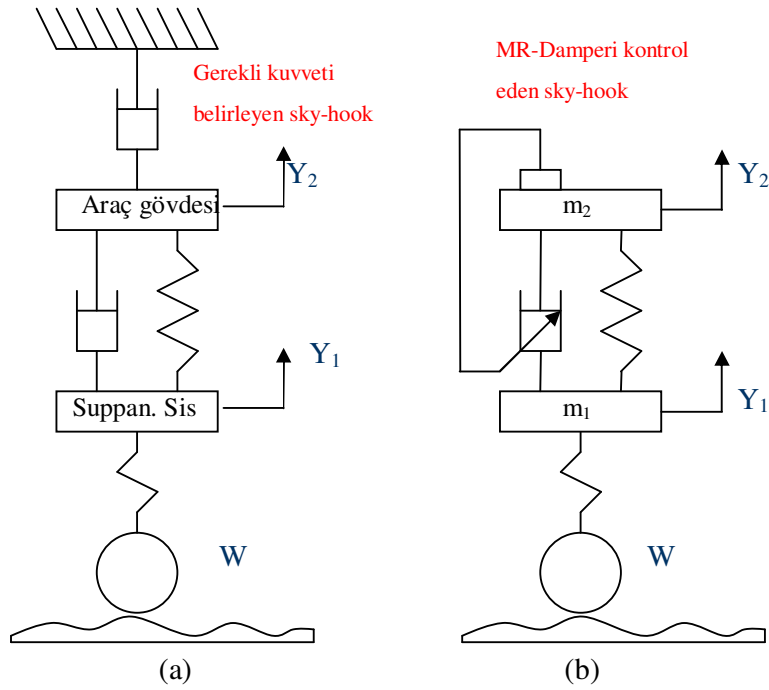 Gerekli kuvveti
belirleyen sky-hook
Y2
Araç gövdesi
Y1
Suppan. Sis
W
(a)
MR-Damperi kontrol
eden sky-hook
Y2
m2
Y1
m1
W
(b)